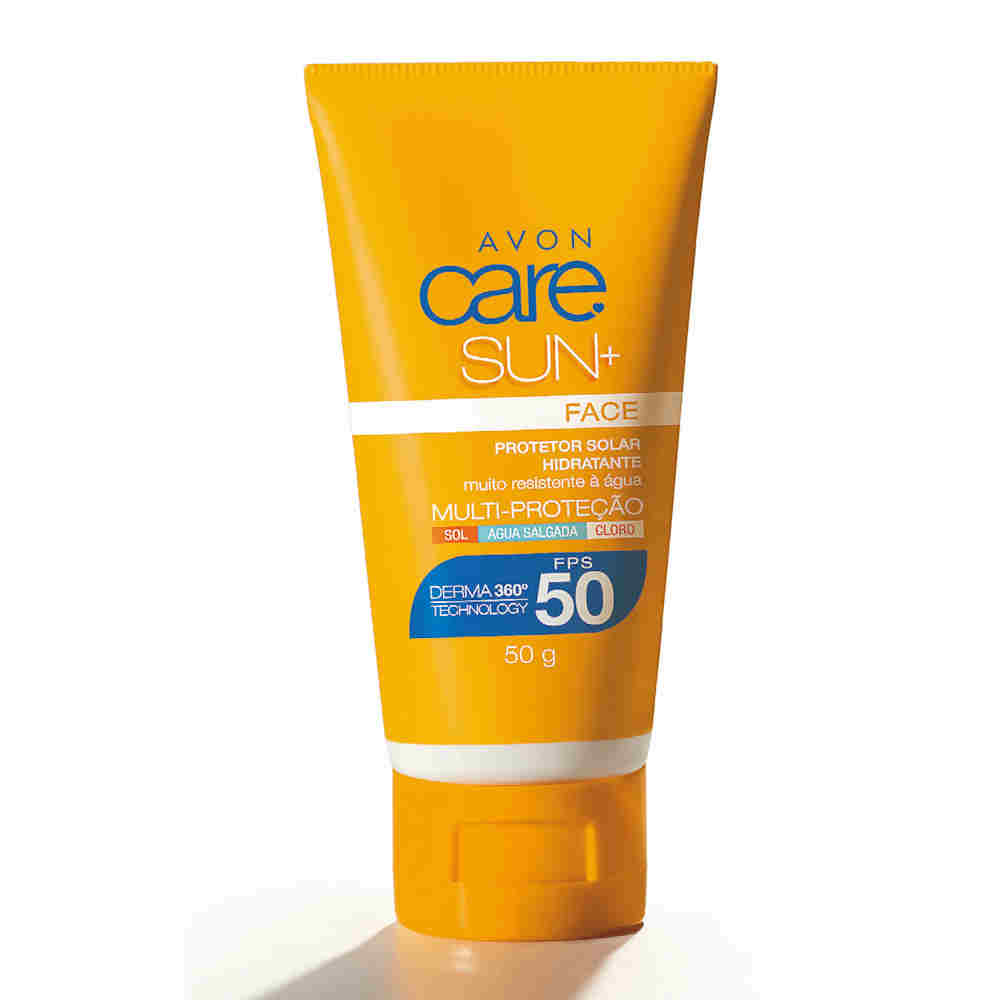 AVON
care
SUN+
FACE
PROTETOR SOLAR
HIDRATANTE
muito resistente à água
MULTI-PROTEÇÃO
SOL AGUA SALGADA CLORO
FPS
DERMA 360º 50
TECHNOLOGY
50 g